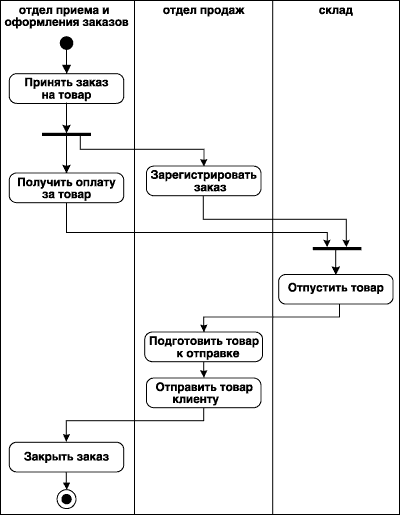 отдел приема и
оформления заказов
отдел продаж
склад
Принять заказ
на товар
Получить оплату
за товар
Зарегистрировать
заказ
Отпустить товар
Подготовить товар
к отправке
Отправить товар
клиенту
Закрыть заказ